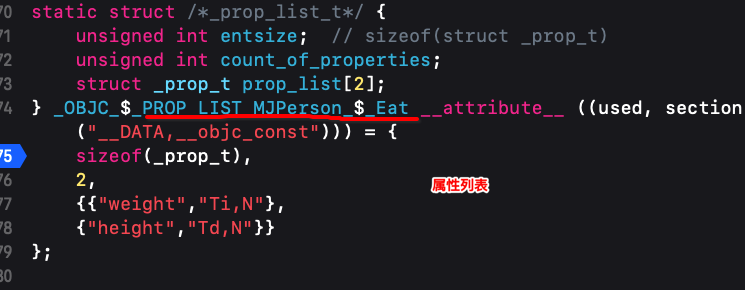 70 static struct /*_prop_list_t*/ {
71 unsigned int entsize;  // sizeof(struct _prop_t)
72 unsigned int count_of_properties;
73 struct _prop_t prop_list[2];
74 } _OBJC_$_PROP_LIST_MJPerson_$_Eat __attribute__ ((used, section
("__DATA,__objc_const"))) = {
75 sizeof(_prop_t),
76 2,
77 {{"weight","Ti,N"},
属性列表
78 {"height","Td,N"}}
79 };
80